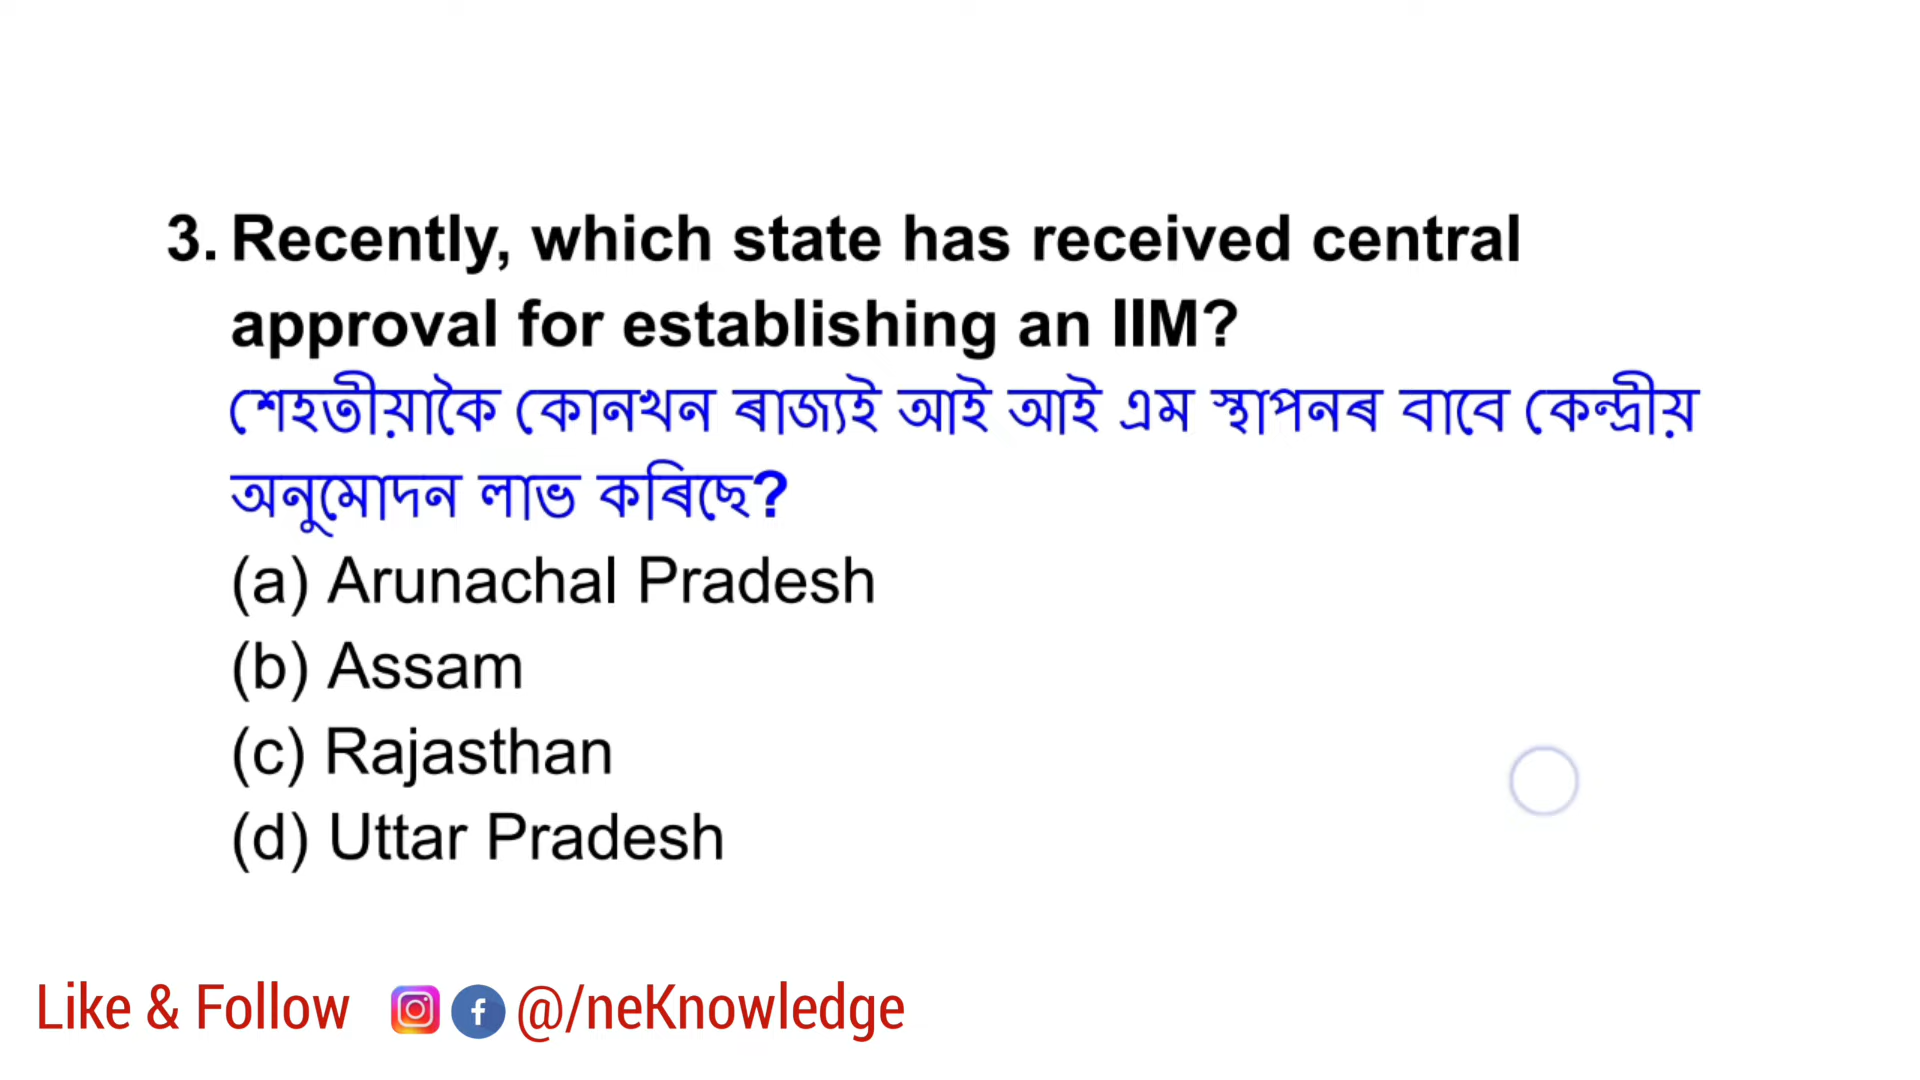 3. Recently, which state has received central
approval for establishing an IIM?
শেহতীয়াকৈ কোনখন ৰাজ্যই আই আই এম স্থাপনৰ বাবে কেন্দ্ৰীয়
অনুমোদন লাভ কৰিছে?
(a) Arunachal Pradesh
(b) Assam
(c) Rajasthan
(d) Uttar Pradesh
Like & Follow @/neKnowledge